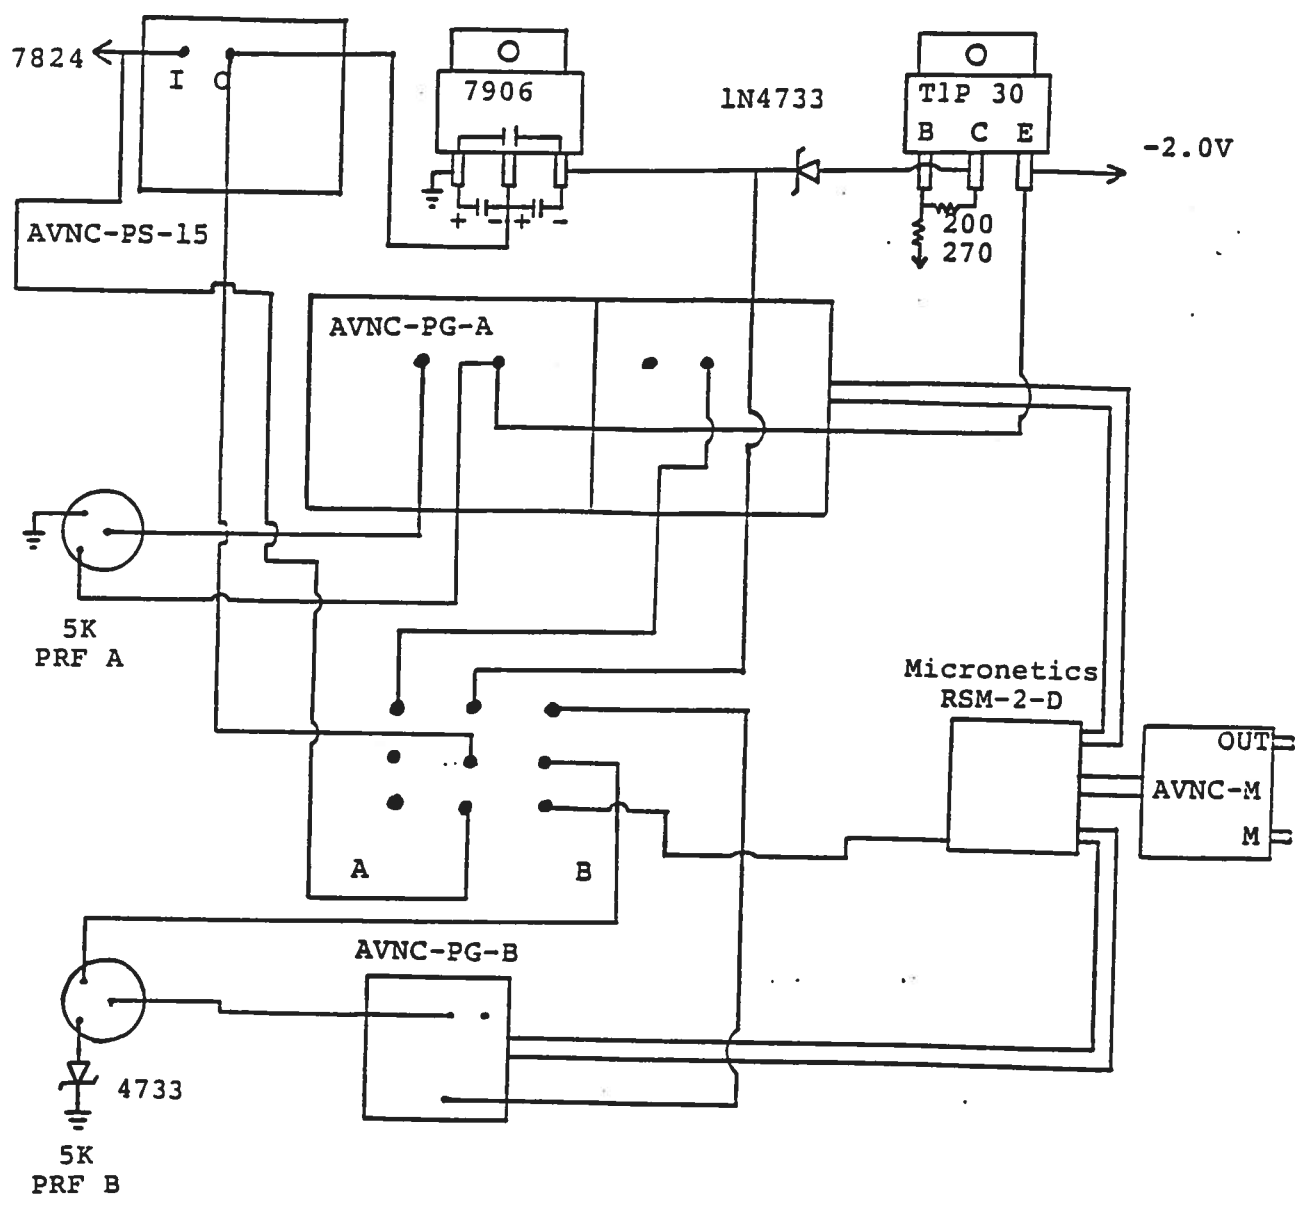 7824
I O
7906
1N4733
T1P 30
B C E
-2.0V
+ - + -
200
270
AVNC-PS-15
AVNC-PG-A
5K
PRF A
Micronetics
RSM-2-D
OUT
AVNC-M
M
A B
AVNC-PG-B
4733
5K
PRF B